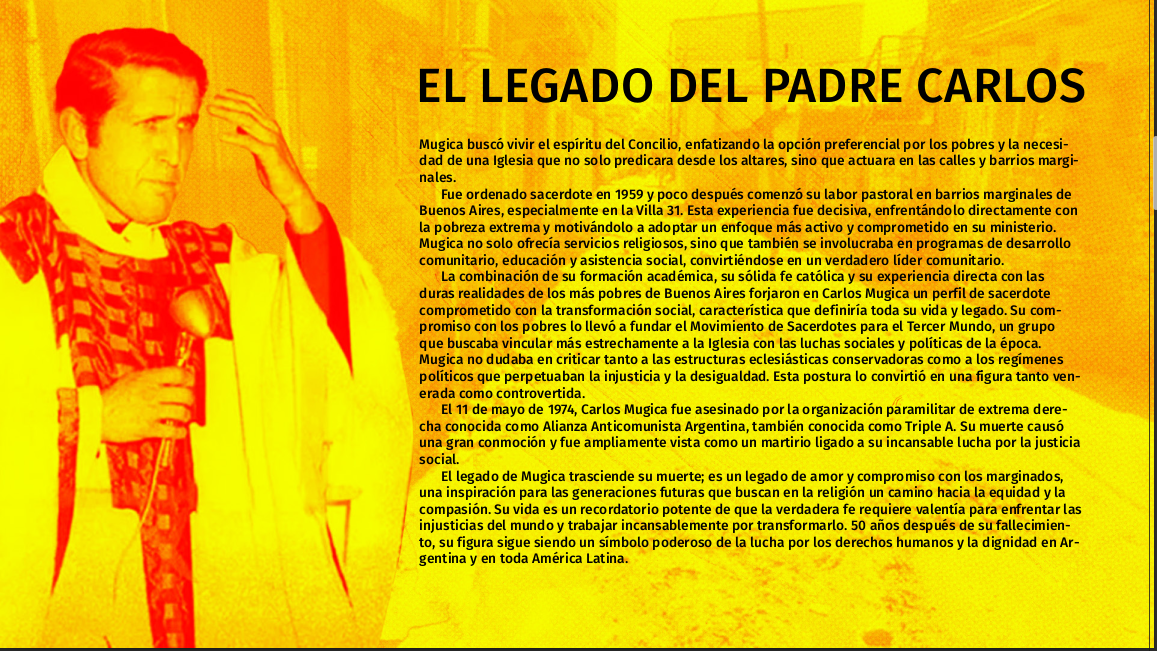 EL LEGADO DEL PADRE CARLOS
Mugica buscó vivir el espíritu del Concilio, enfatizando la opción preferencial por los pobres y la necesi-
dad de una Iglesia que no solo predicara desde los altares, sino que actuara en las calles y barrios margi-
nales.
Fue ordenado sacerdote en 1959 y poco después comenzó su labor pastoral en barrios marginales de
Buenos Aires, especialmente en la Villa 31. Esta experiencia fue decisiva, enfrentándolo directamente con
la pobreza extrema y motivándolo a adoptar un enfoque más activo y comprometido en su ministerio.
Mugica no solo ofrecía servicios religiosos, sino que también se involucraba en programas de desarrollo
comunitario, educación y asistencia social, convirtiéndose en un verdadero líder comunitario.
La combinación de su formación académica, su sólida fe católica y su experiencia directa con las
duras realidades de los más pobres de Buenos Aires forjaron en Carlos Mugica un perfil de sacerdote
comprometido con la transformación social, característica que definiría toda su vida y legado. Su com-
promiso con los pobres lo llevó a fundar el Movimiento de Sacerdotes para el Tercer Mundo, un grupo
que buscaba vincular más estrechamente a la Iglesia con las luchas sociales y políticas de la época.
Mugica no dudaba en criticar tanto a las estructuras eclesiásticas conservadoras como a los regímenes
políticos que perpetuaban la injusticia y la desigualdad. Esta postura lo convirtió en una figura tanto ven-
erada como controvertida.
El 11 de mayo de 1974, Carlos Mugica fue asesinado por la organización paramilitar de extrema dere-
cha conocida como Alianza Anticomunista Argentina, también conocida como Triple A. Su muerte causó
una gran conmoción y fue ampliamente vista como un martirio ligado a su incansable lucha por la justicia
social.
El legado de Mugica trasciende su muerte; es un legado de amor y compromiso con los marginados,
una inspiración para las generaciones futuras que buscan en la religión un camino hacia la equidad y la
compasión. Su vida es un recordatorio potente de que la verdadera fe requiere valentía para enfrentar las
injusticias del mundo y trabajar incansablemente por transformarlo. 50 años después de su fallecimien-
to, su figura sigue siendo un símbolo poderoso de la lucha por los derechos humanos y la dignidad en Ar-
gentina y en toda América Latina.